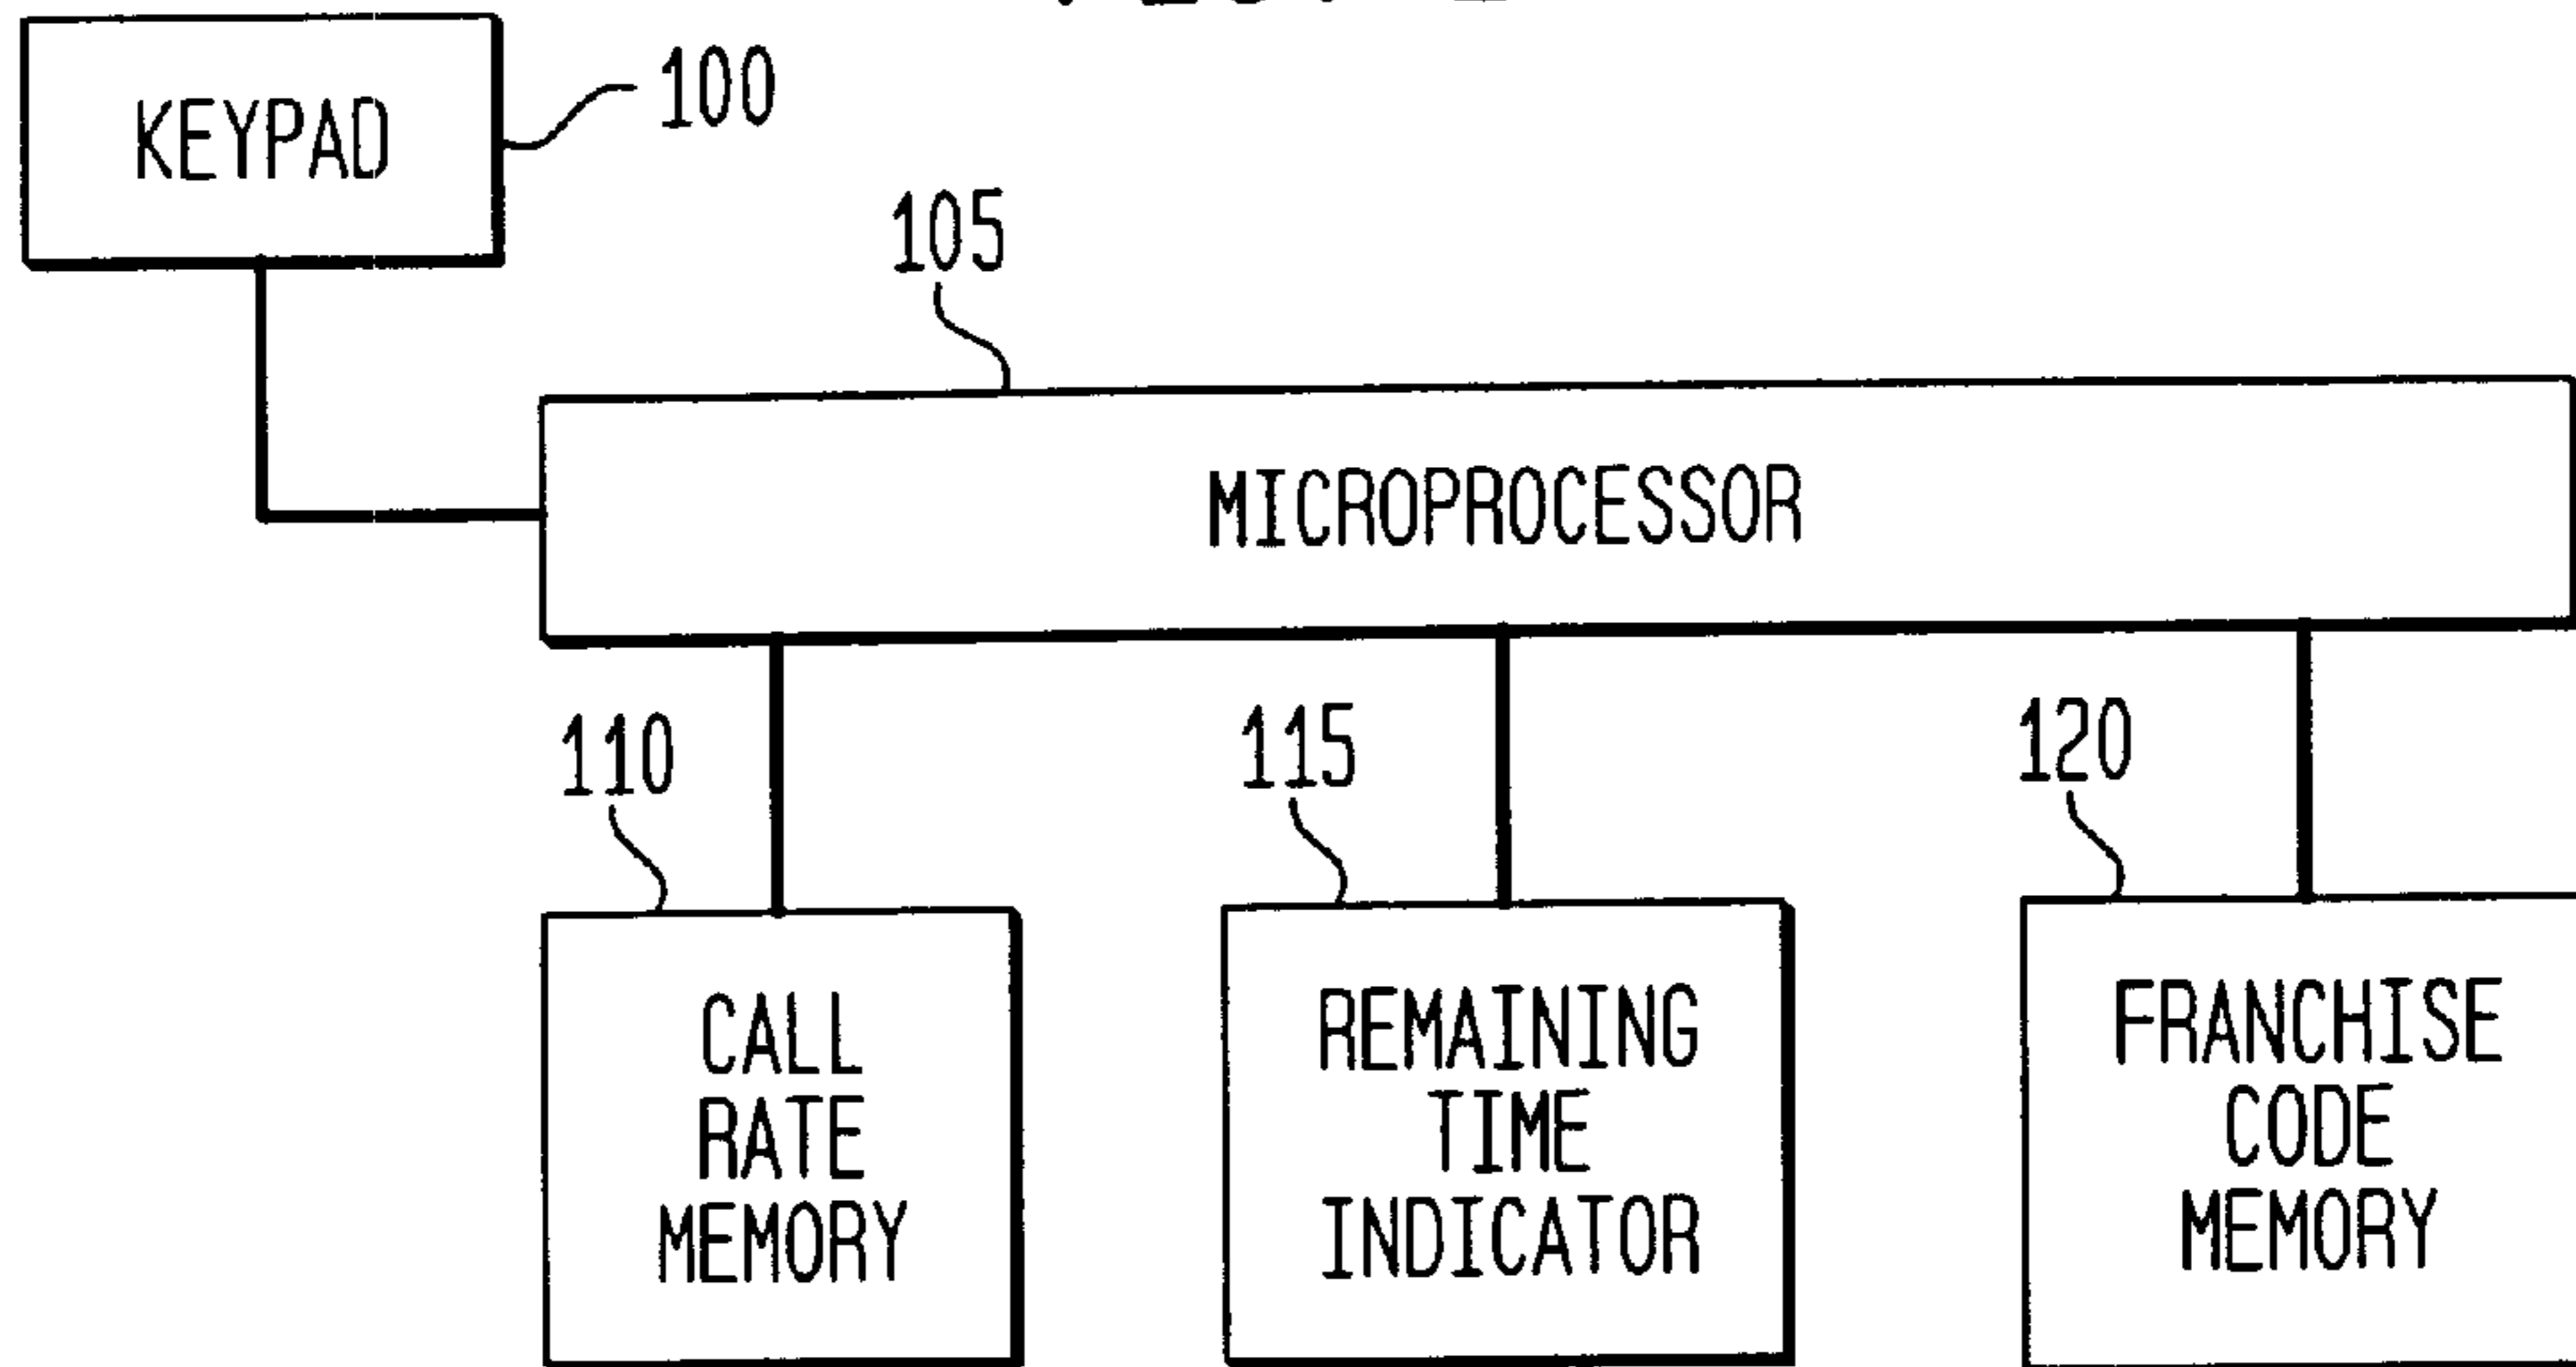 KEYPAD
100
105
MICROPROCESSOR
110
115
120
CALL
RATE
MEMORY
REMAINING
TIME
INDICATOR
FRANCHISE
CODE
MEMORY